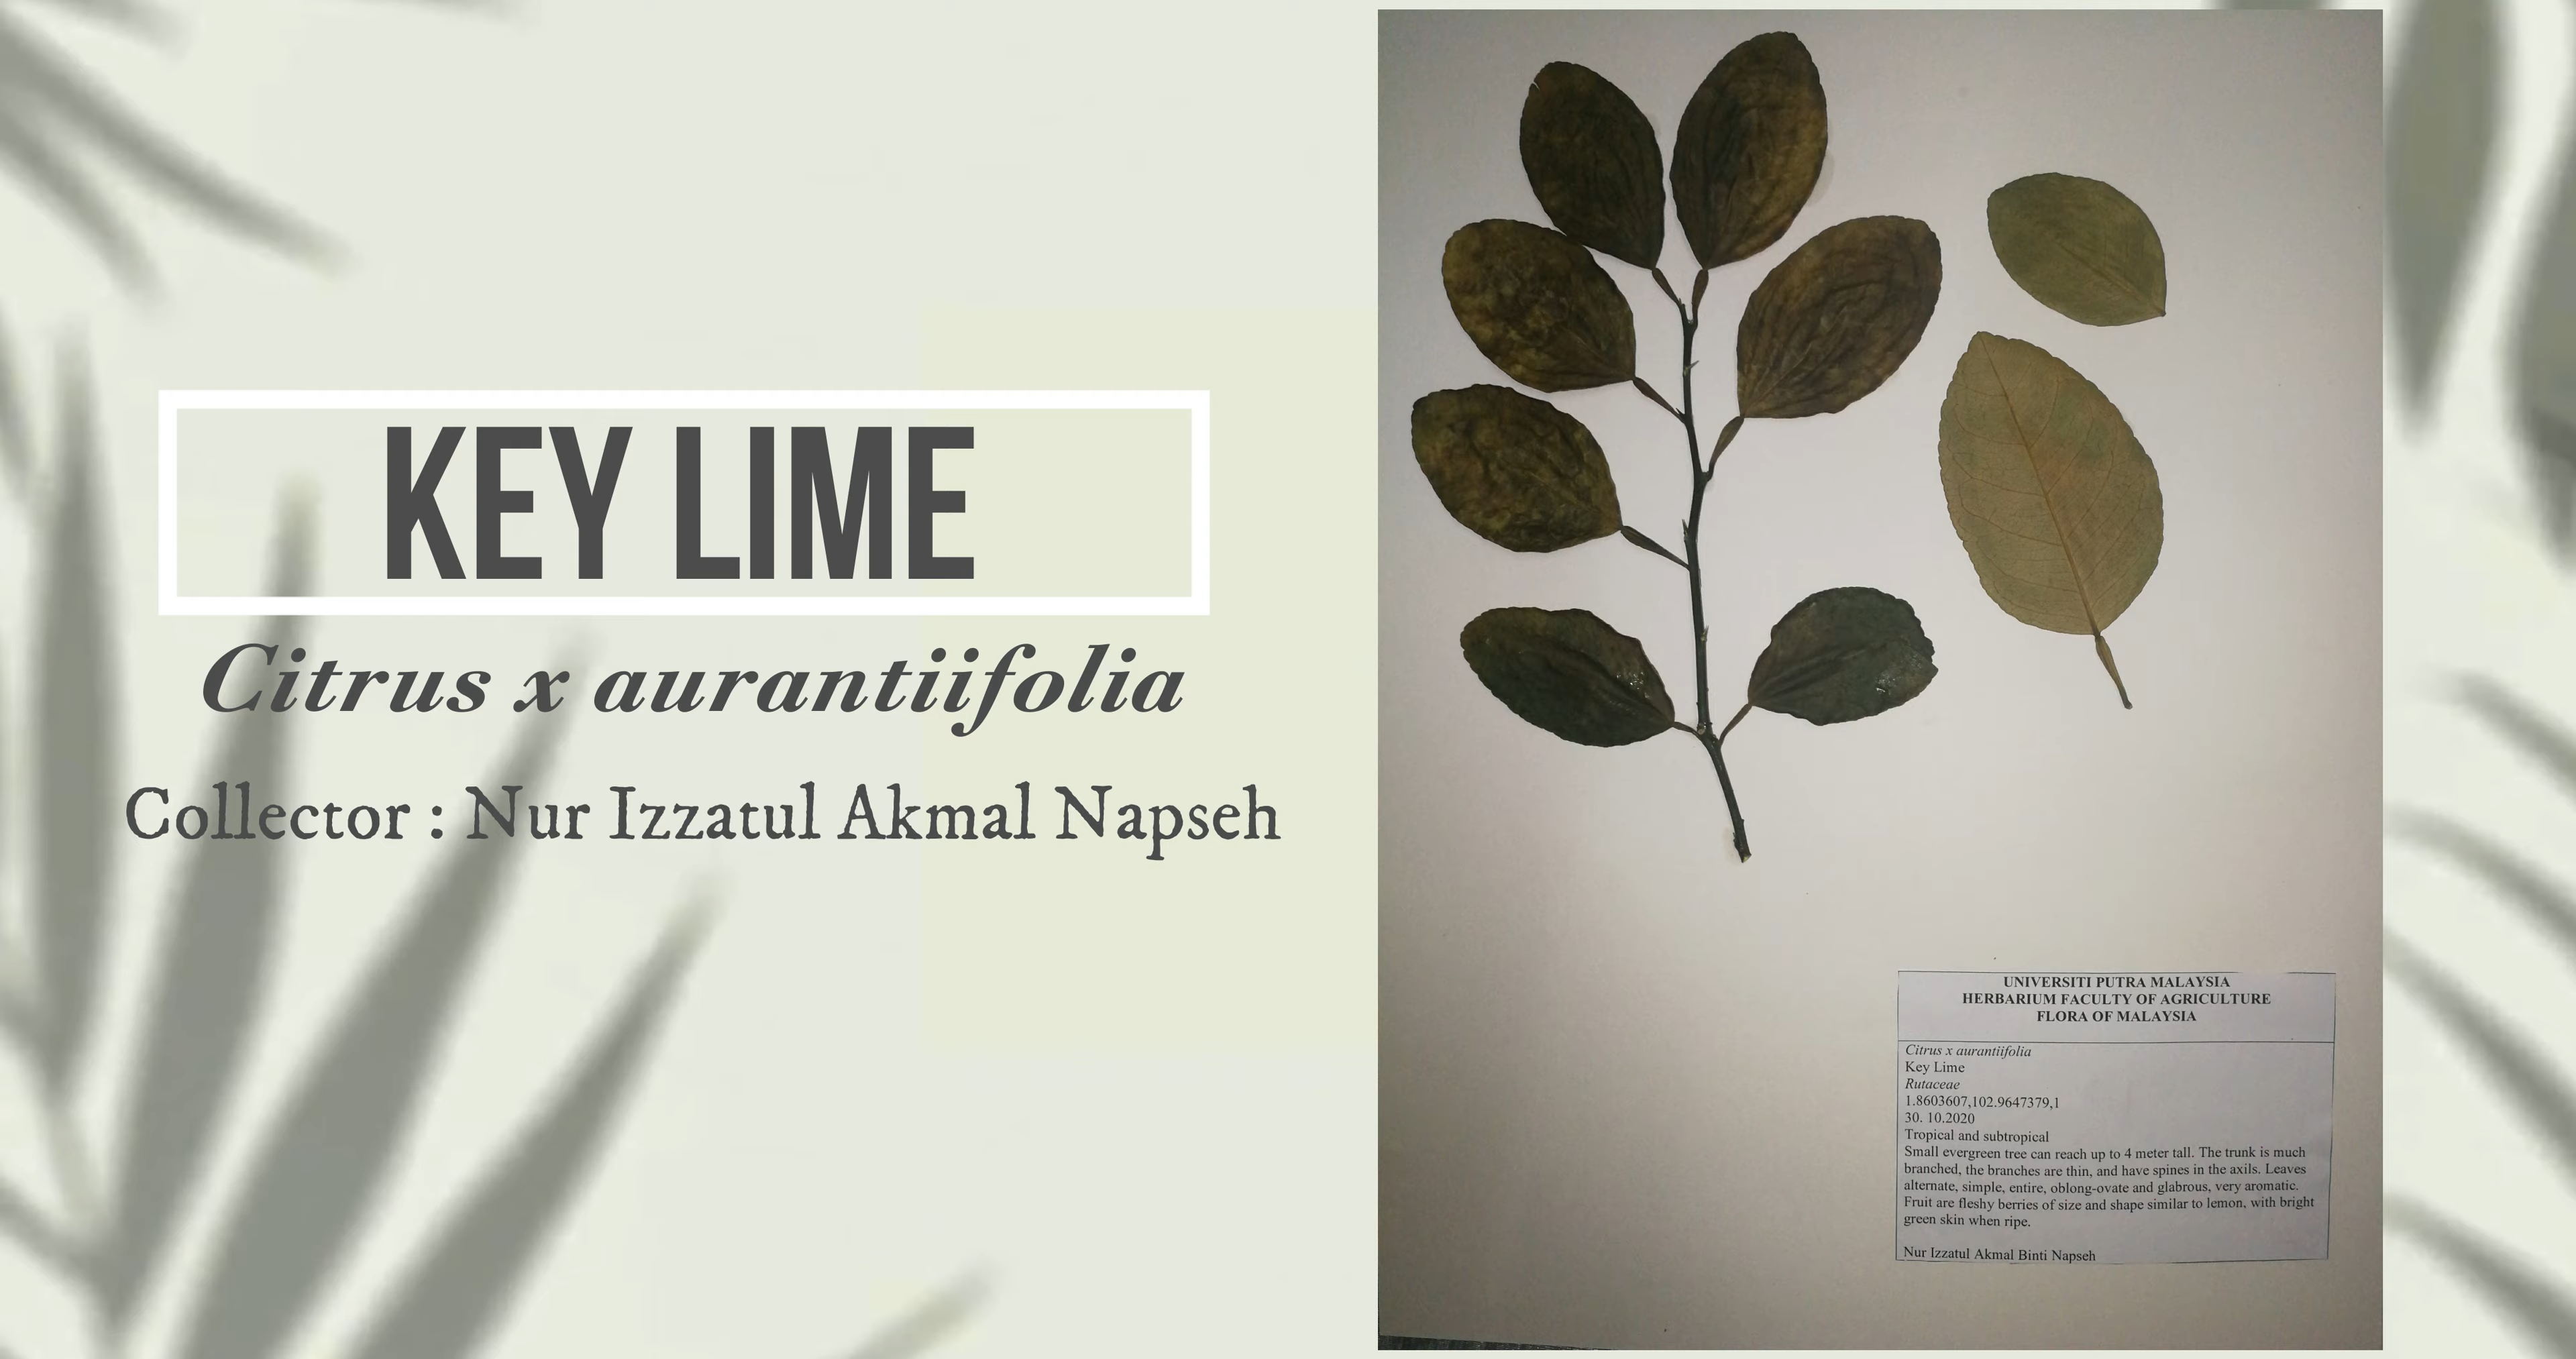 KEY LIME
Citrus x aurantiifolia
Collector : Nur Izzatul Akmal Napseh
UNIVERSITI PUTRA MALAYSIA
HERBARIUM FACULTY OF AGRICULTURE
FLORA OF MALAYSIA
Citrus x aurantiifolia
Key Lime
Rutaceae
1.8603607,102.9647379,1
30. 10.2020
Tropical and subtropical
Small evergreen tree can reach up to 4 meter tall. The trunk is much
branched, the branches are thin, and have spines in the axils. Leaves
alternate, simple, entire, oblong-ovate and glabrous, very aromatic.
Fruit are fleshy berries of size and shape similar to lemon, with bright
green skin when ripe.
Nur Izzatul Akmal Binti Napseh